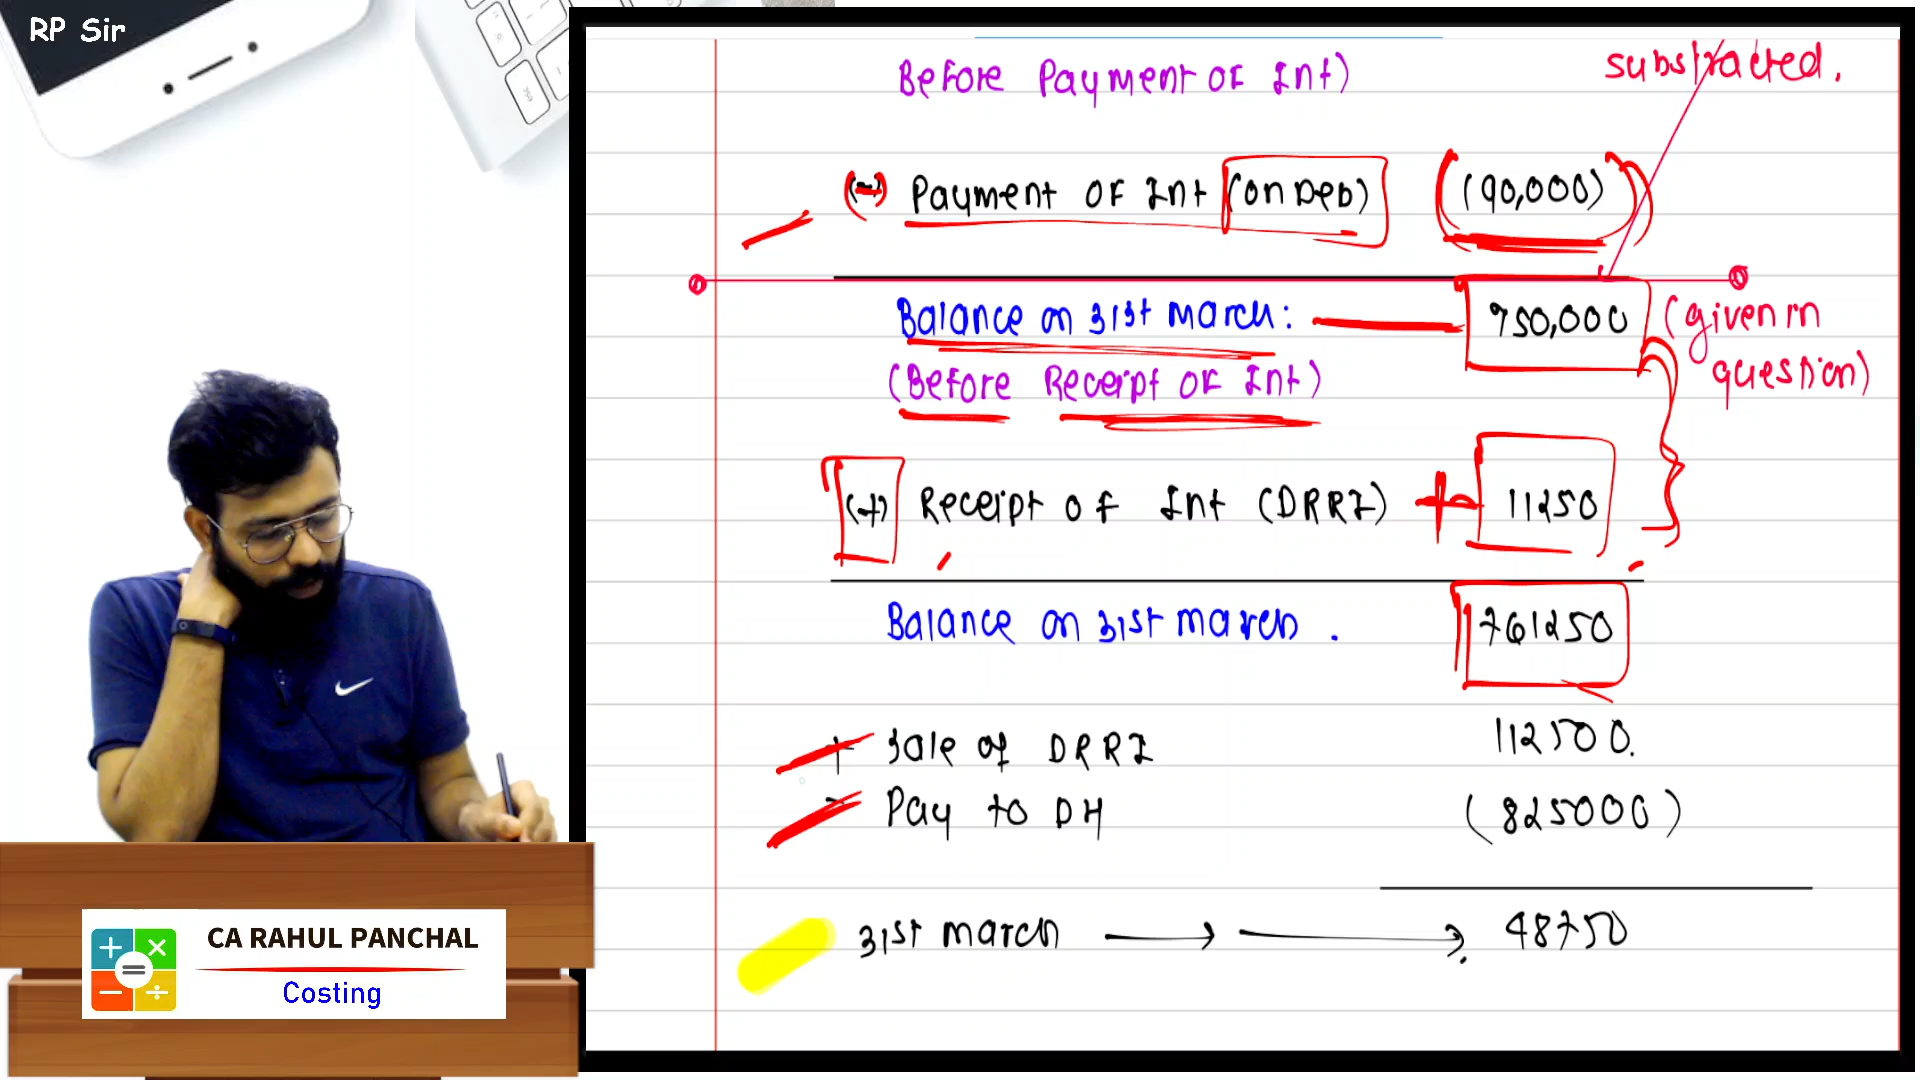 RP Sir
Before Payment of Int)
substracted.
(-) Payment of Int (on Deb) (90,000)
Balance on 31st march: 750,000 (given in question)
(Before Receipt of Int)
(+) Receipt of Int (DRRI) + 11250
Balance on 31st march. 761250
+ Sale of DRRI 112500.
- Pay to DH (825000)
31st march 48750
CA RAHUL PANCHAL
Costing